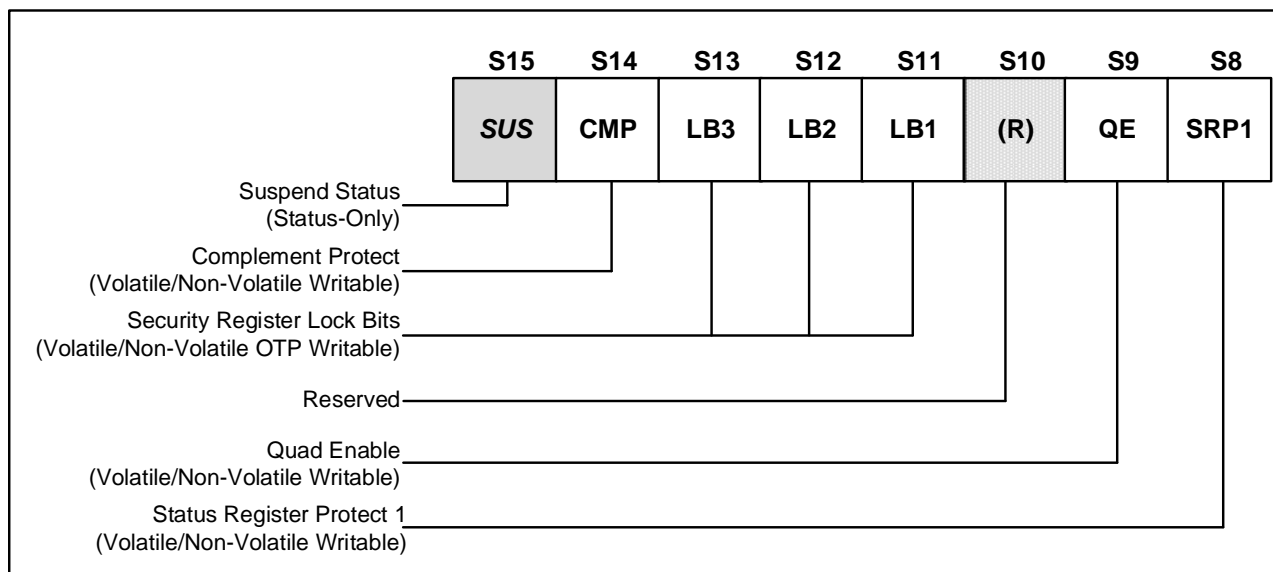 S15 S14 S13 S12 S11 S10 S9 S8
SUS CMP LB3 LB2 LB1 (R) QE SRP1
Suspend Status
(Status-Only)
Complement Protect
(Volatile/Non-Volatile Writable)
Security Register Lock Bits
(Volatile/Non-Volatile OTP Writable)
Reserved
Quad Enable
(Volatile/Non-Volatile Writable)
Status Register Protect 1
(Volatile/Non-Volatile Writable)